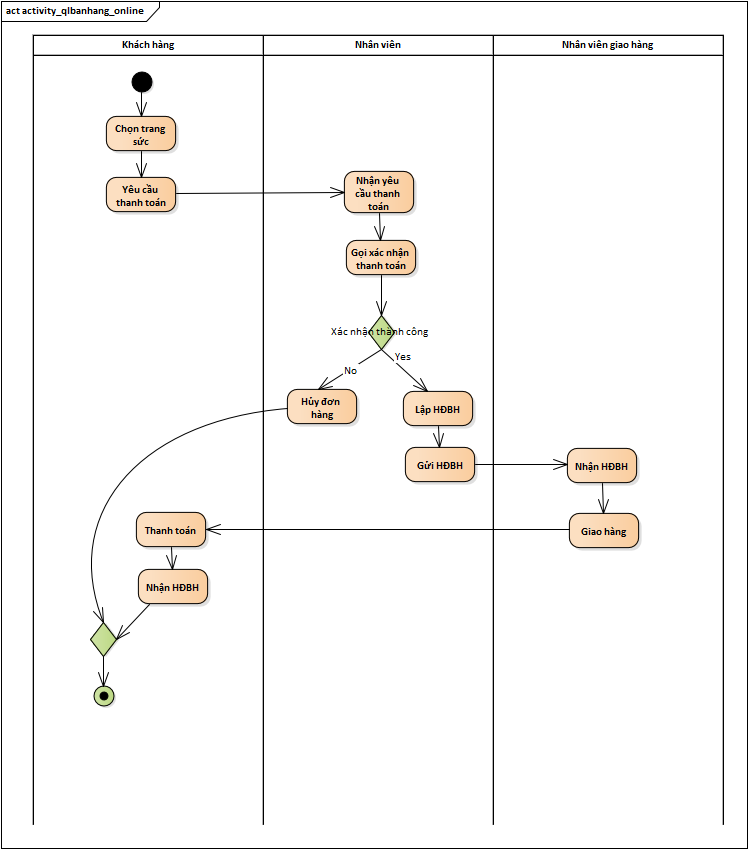 act activity_qlbanhang_online
Khách hàng
Nhân viên
Nhân viên giao hàng
Chọn trang
sức
Yêu cầu
thanh toán
Nhận yêu
cầu thanh
toán
Gọi xác nhận
thanh toán
Xác nhận thành công
No
Yes
Hủy đơn
hàng
Lập HĐBH
Gửi HĐBH
Nhận HĐBH
Thanh toán
Giao hàng
Nhận HĐBH